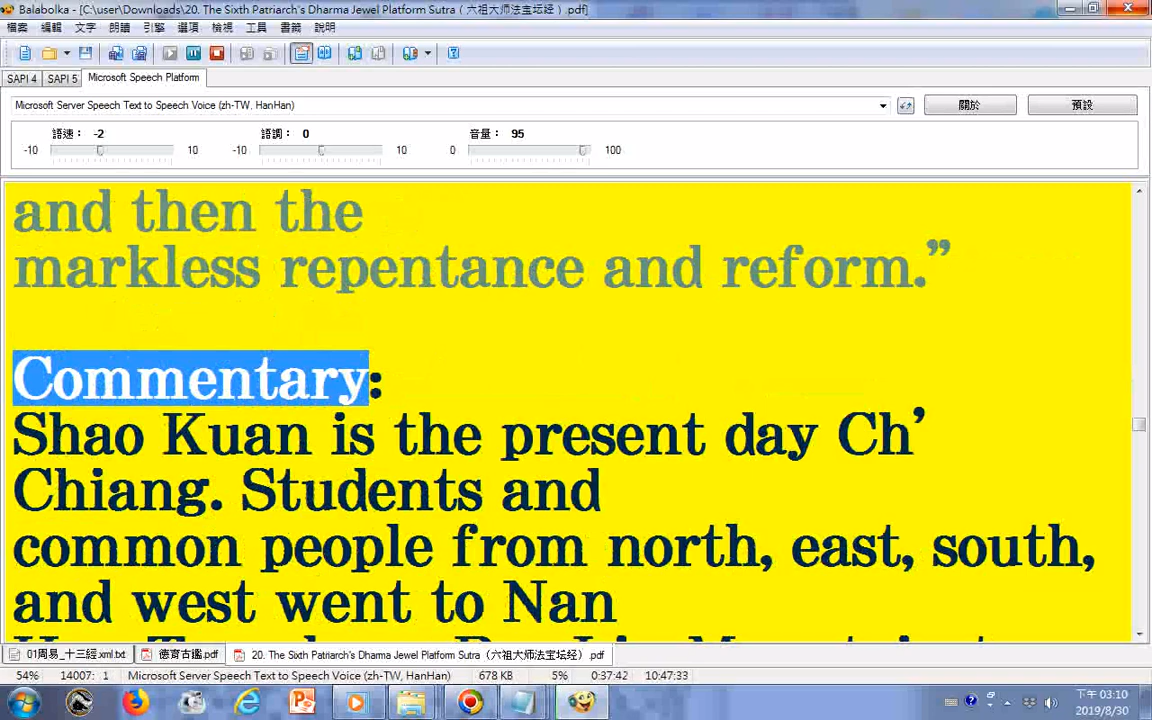 Balabolka - [C:\user\Downloads\20. The Sixth Patriarch's Dharma Jewel Platform Sutra（六祖大师法宝坛经）.pdf]
檔案 編輯 文字 朗讀 引擎 選項 檢視 工具 書籤 說明
SAPI 4 SAPI 5 Microsoft Speech Platform
Microsoft Server Speech Text to Speech Voice (zh-TW, HanHan) 關於 預設
語速： -2 語調： 0 音量： 95
-10 10 -10 10 0 100
and then the
markless repentance and reform.”
Commentary:
Shao Kuan is the present day Ch’
Chiang. Students and
common people from north, east, south,
and west went to Nan
01周易_十三經.xml.txt 德育古鑑.pdf 20. The Sixth Patriarch's Dharma Jewel Platform Sutra（六祖大师法宝坛经）.pdf
54% 14007: 1 Microsoft Server Speech Text to Speech Voice (zh-TW, HanHan) 678 KB 5% 0:37:42 10:47:33
下午 03:10
2019/8/30